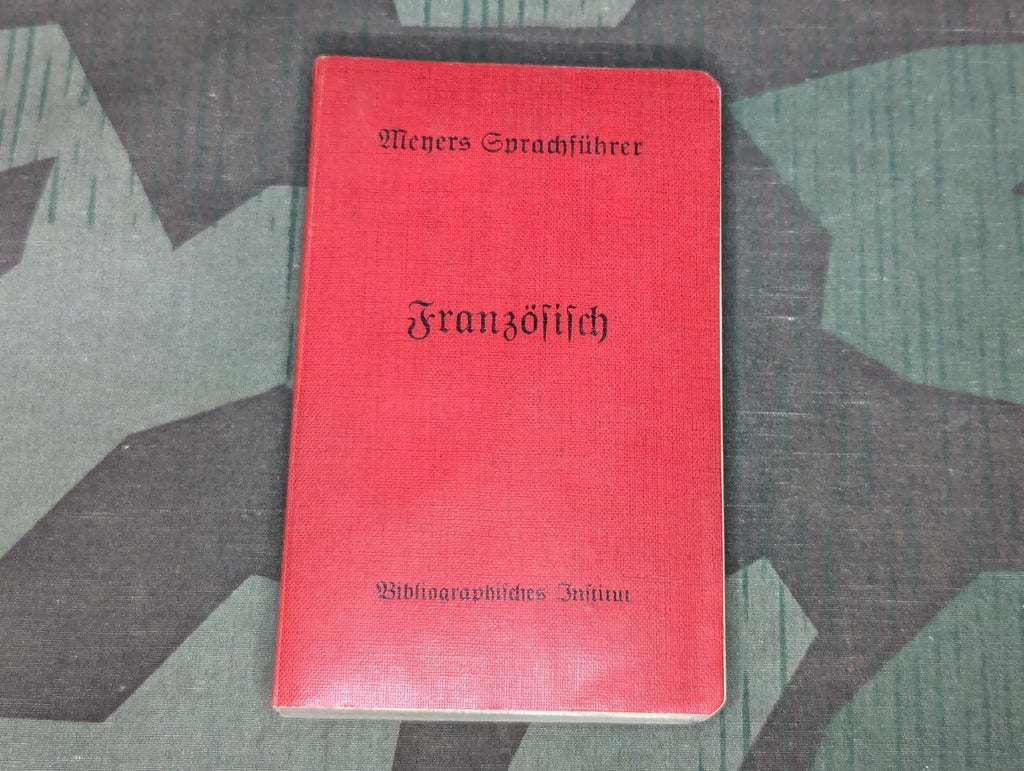 Meyers Sprachführer
Franzöſiſch
Bibliographiſches Inſtitut